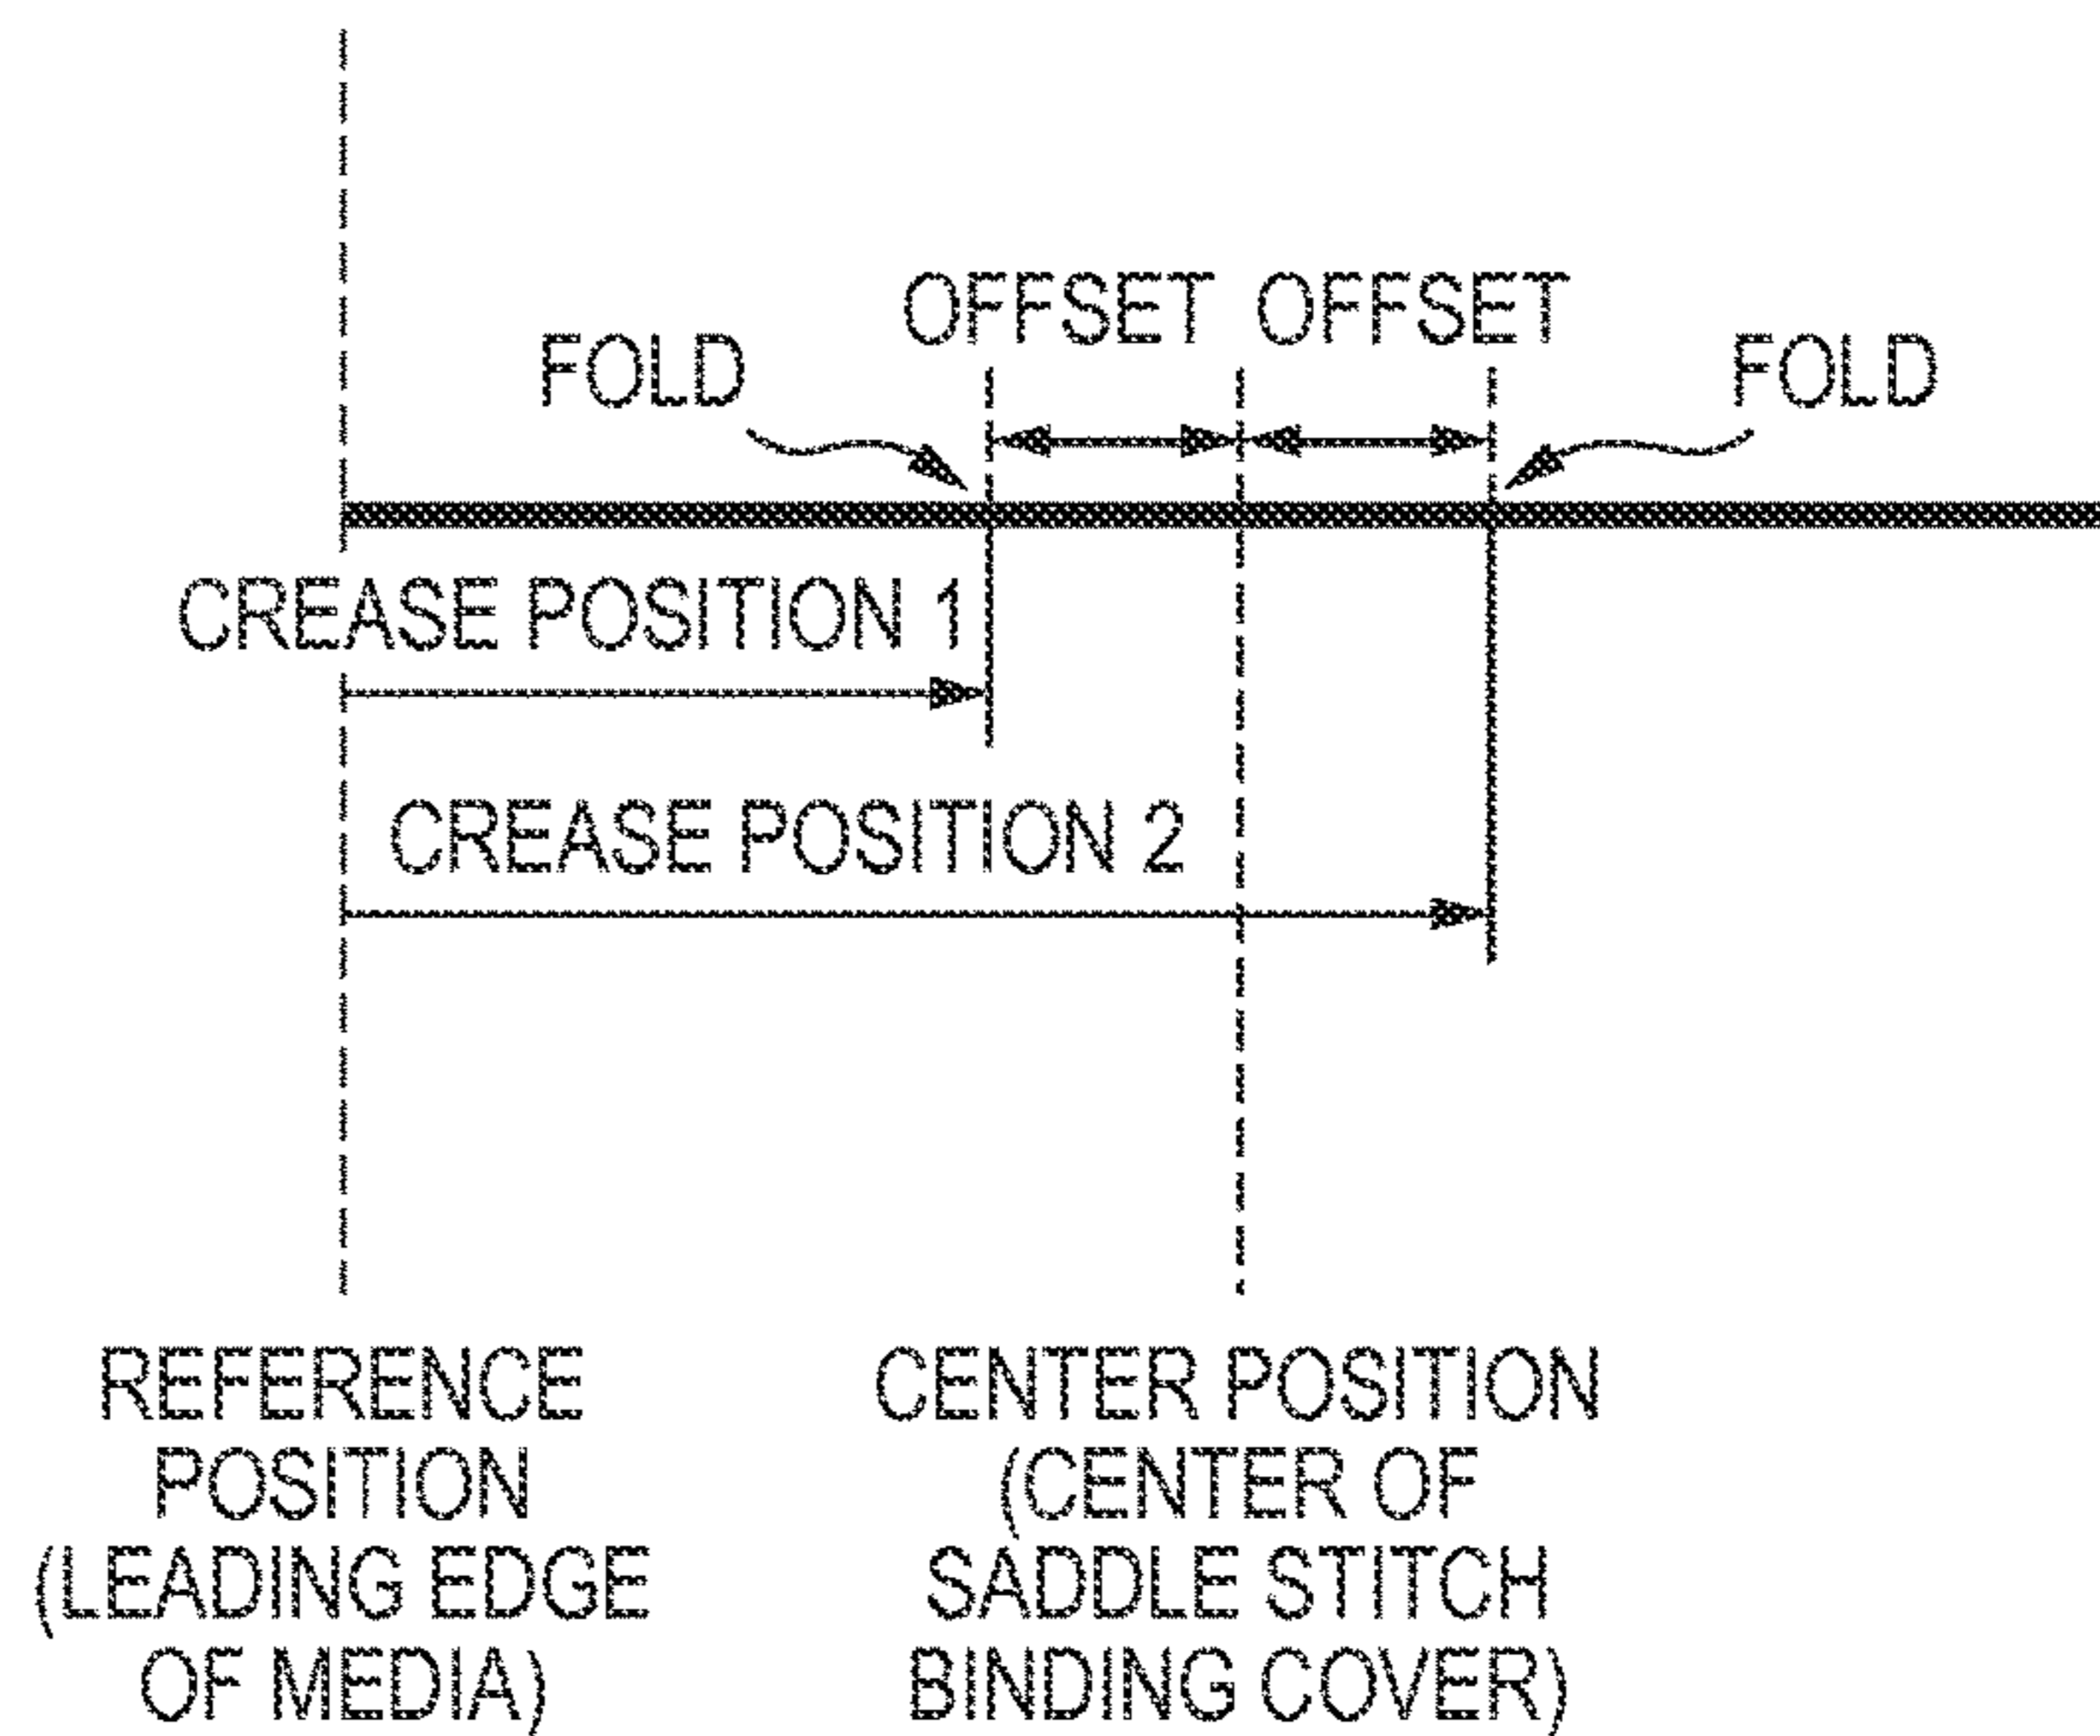 OFFSET OFFSET
FOLD
FOLD
CREASE POSITION 1
CREASE POSITION 2
REFERENCE
POSITION
(LEADING EDGE
OF MEDIA)
CENTER POSITION
(CENTER OF
SADDLE STITCH
BINDING COVER)